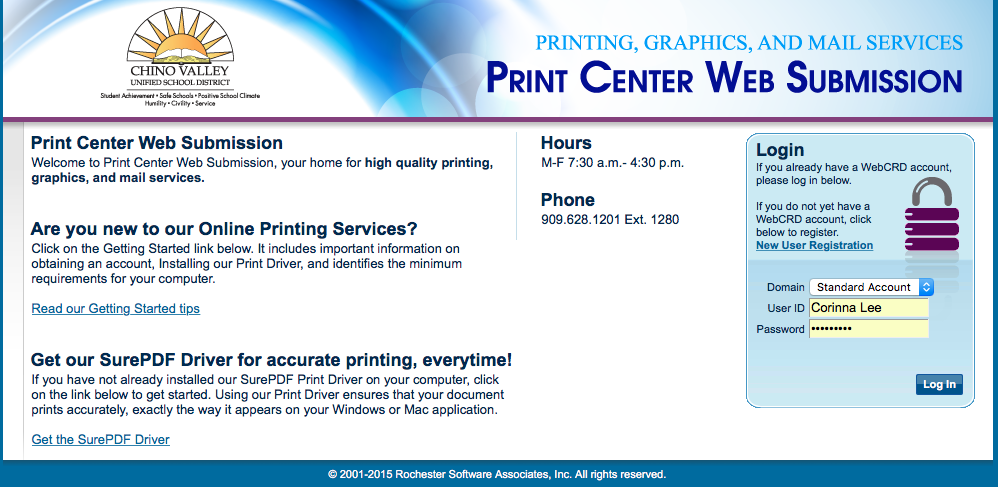 CHINO VALLEY
UNIFIED SCHOOL DISTRICT
Student Achievement • Safe Schools • Positive School Climate
Humility • Civility • Service
PRINTING, GRAPHICS, AND MAIL SERVICES
PRINT CENTER WEB SUBMISSION
Print Center Web Submission
Welcome to Print Center Web Submission, your home for high quality printing,
graphics, and mail services.
Are you new to our Online Printing Services?
Click on the Getting Started link below. It includes important information on
obtaining an account, Installing our Print Driver, and identifies the minimum
requirements for your computer.
Read our Getting Started tips
Get our SurePDF Driver for accurate printing, everytime!
If you have not already installed our SurePDF Print Driver on your computer, click
on the link below to get started. Using our Print Driver ensures that your document
prints accurately, exactly the way it appears on your Windows or Mac application.
Get the SurePDF Driver
Hours
M-F 7:30 a.m.- 4:30 p.m.
Phone
909.628.1201 Ext. 1280
Login
If you already have a WebCRD account,
please log in below.
If you do not yet have a
WebCRD account, click
below to register.
New User Registration
Domain Standard Account
User ID Corinna Lee
Password •••••••••
Log In
© 2001-2015 Rochester Software Associates, Inc. All rights reserved.